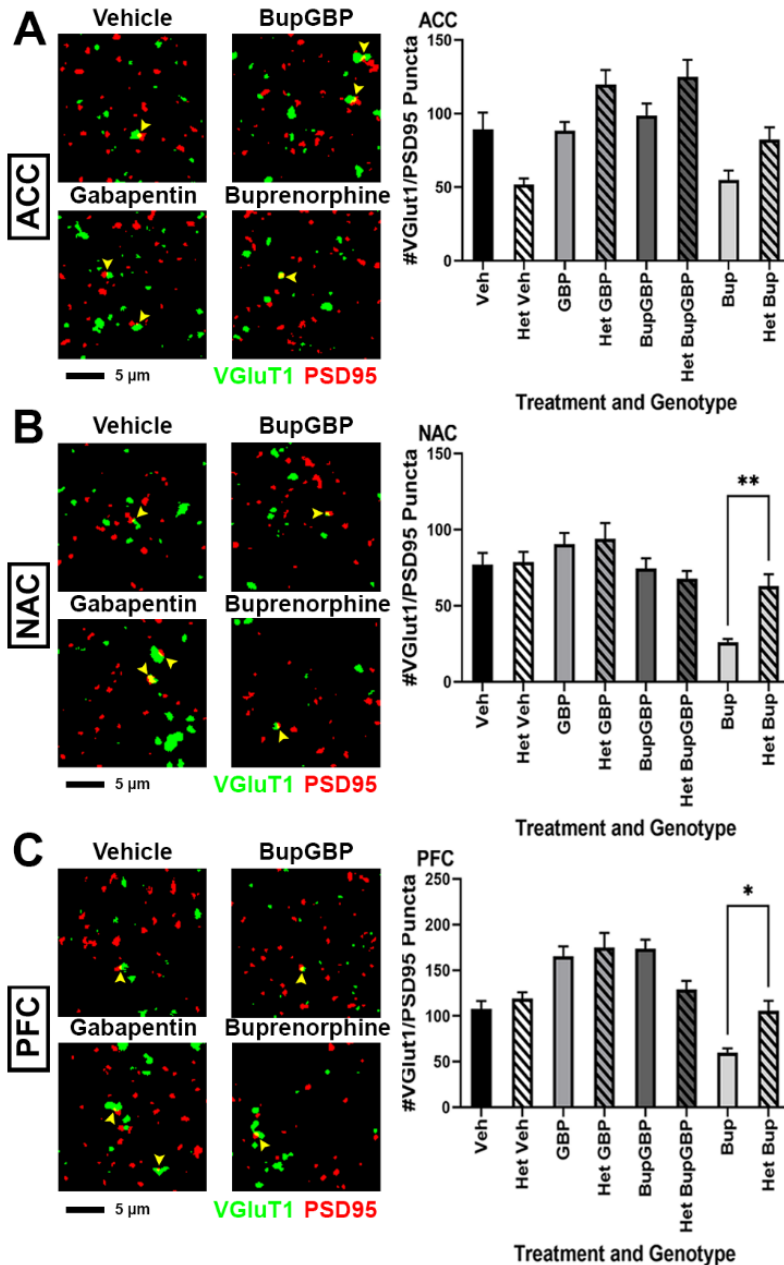 A
Vehicle
BupGBP
ACC
Gabapentin
Buprenorphine
5 µm
VGluT1 PSD95
ACC
#VGlut1/PSD95 Puncta
150
100
50
0
Veh
Het Veh
GBP
Het GBP
BupGBP
Het BupGBP
Bup
Het Bup
Treatment and Genotype
B
Vehicle
BupGBP
NAC
Gabapentin
Buprenorphine
5 µm
VGluT1 PSD95
NAC
#VGlut1/PSD95 Puncta
150
100
50
0
**
Veh
Het Veh
GBP
Het GBP
BupGBP
Het BupGBP
Bup
Het Bup
Treatment and Genotype
C
Vehicle
BupGBP
PFC
Gabapentin
Buprenorphine
5 µm
VGluT1 PSD95
PFC
#VGlut1/PSD95 Puncta
250
200
150
100
50
0
*
Veh
Het Veh
GBP
Het GBP
BupGBP
Het BupGBP
Bup
Het Bup
Treatment and Genotype